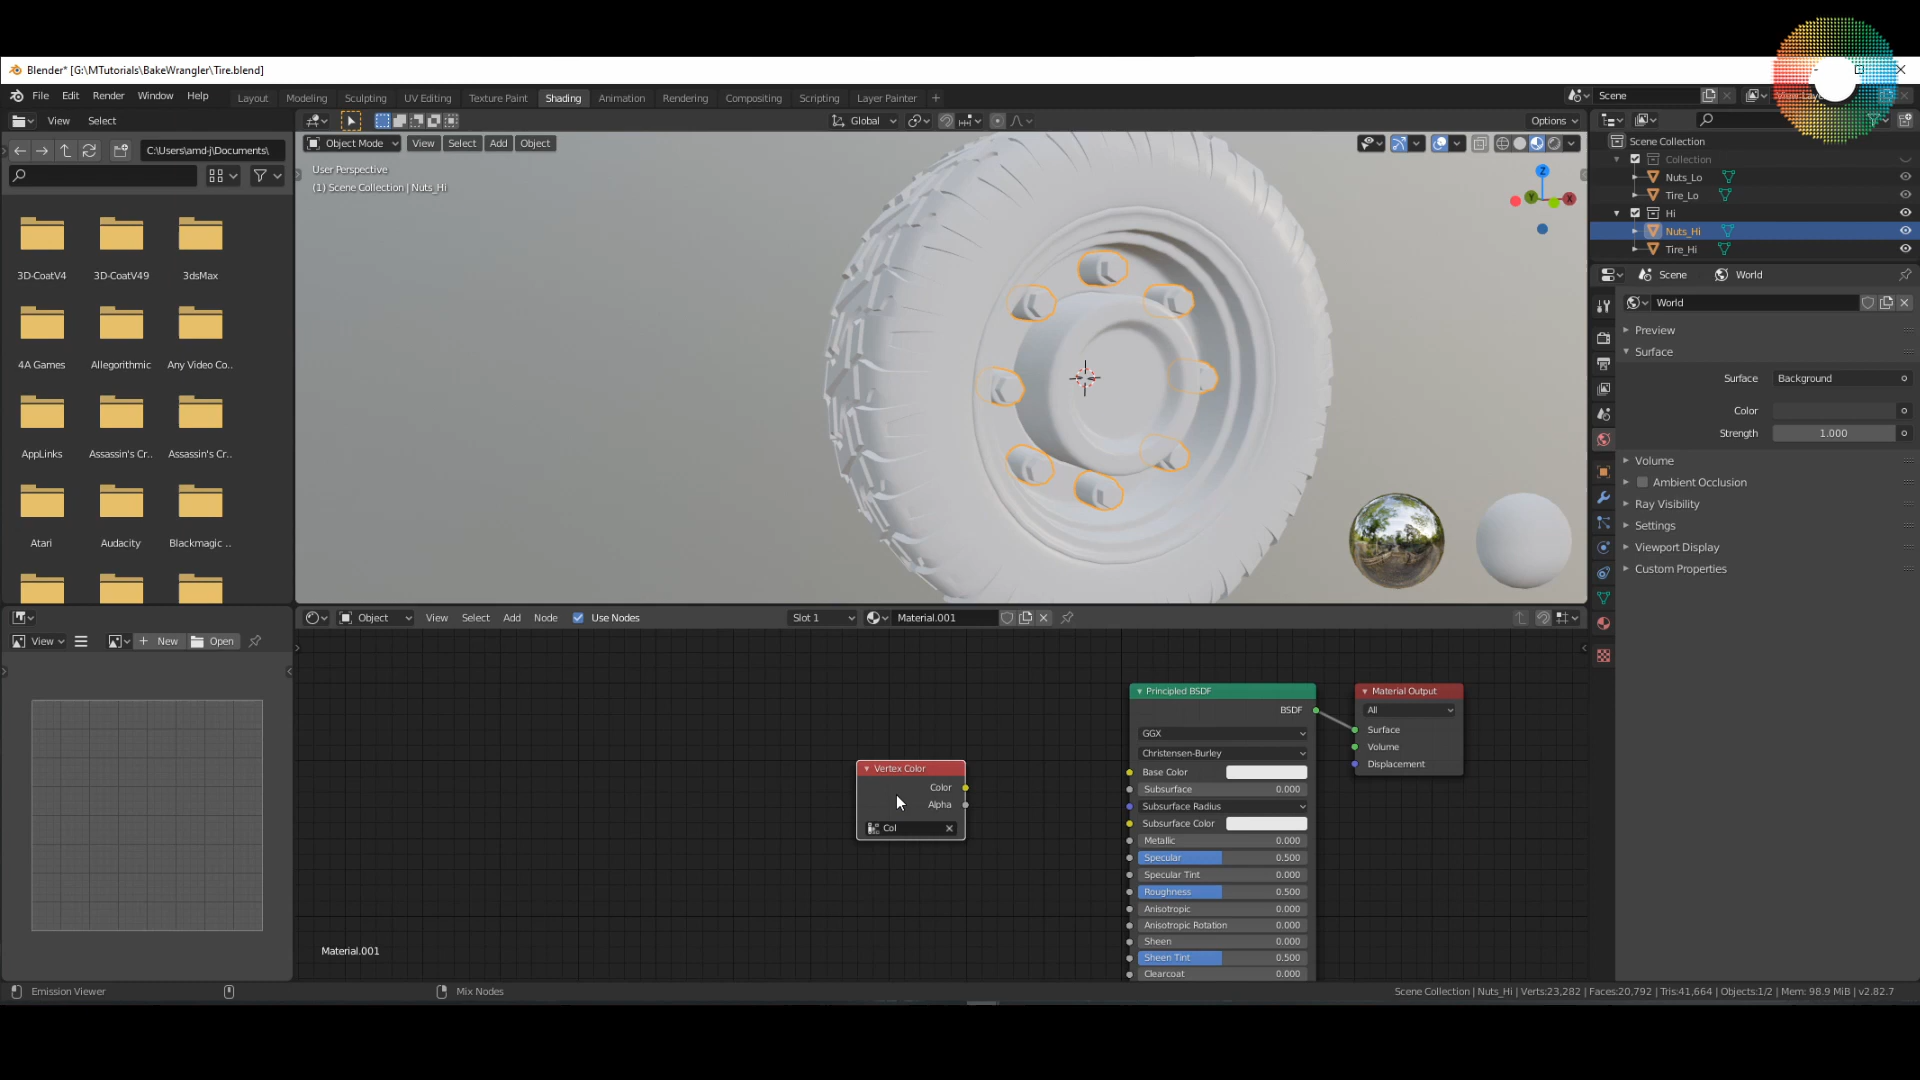 Blender* [G:\MTutorials\BakeWrangler\Tire.blend]
File Edit Render Window Help
Layout Modeling Sculpting UV Editing Texture Paint Shading Animation Rendering Compositing Scripting Layer Painter +
Scene
View Select
Global
Options
C:\Users\amd-j\Documents\
Object Mode View Select Add Object
User Perspective
(1) Scene Collection | Nuts_Hi
Z
Y
X
Scene Collection
Collection
Nuts_Lo
Tire_Lo
Hi
Nuts_Hi
Tire_Hi
Scene World
World
Preview
Surface
Surface Background
Color
Strength 1.000
Volume
Ambient Occlusion
Ray Visibility
Settings
Viewport Display
Custom Properties
3D-CoatV4 3D-CoatV49 3dsMax
4A Games Allegorithmic Any Video Co..
AppLinks Assassin's Cr.. Assassin's Cr..
Atari Audacity Blackmagic ..
View New Open
Object View Select Add Node Use Nodes Slot 1 Material.001
Vertex Color
Color
Alpha
Col
Principled BSDF
BSDF
GGX
Christensen-Burley
Base Color
Subsurface 0.000
Subsurface Radius
Subsurface Color
Metallic 0.000
Specular 0.500
Specular Tint 0.000
Roughness 0.500
Anisotropic 0.000
Anisotropic Rotation 0.000
Sheen 0.000
Sheen Tint 0.500
Clearcoat 0.000
Material Output
All
Surface
Volume
Displacement
Material.001
Emission Viewer
Mix Nodes
Scene Collection | Nuts_Hi | Verts:23,282 | Faces:20,792 | Tris:41,664 | Objects:1/2 | Mem: 98.9 MiB | v2.82.7